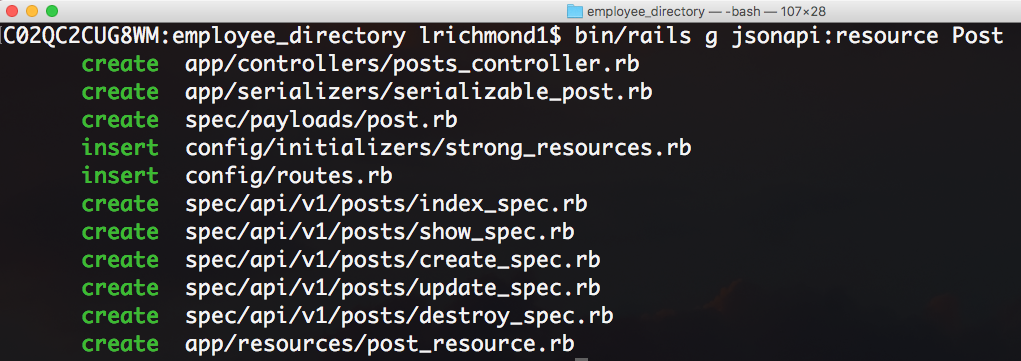 employee_directory — -bash — 107×28
C02QC2CUG8WM:employee_directory lrichmond1$ bin/rails g jsonapi:resource Post
create app/controllers/posts_controller.rb
create app/serializers/serializable_post.rb
create spec/payloads/post.rb
insert config/initializers/strong_resources.rb
insert config/routes.rb
create spec/api/v1/posts/index_spec.rb
create spec/api/v1/posts/show_spec.rb
create spec/api/v1/posts/create_spec.rb
create spec/api/v1/posts/update_spec.rb
create spec/api/v1/posts/destroy_spec.rb
create app/resources/post_resource.rb